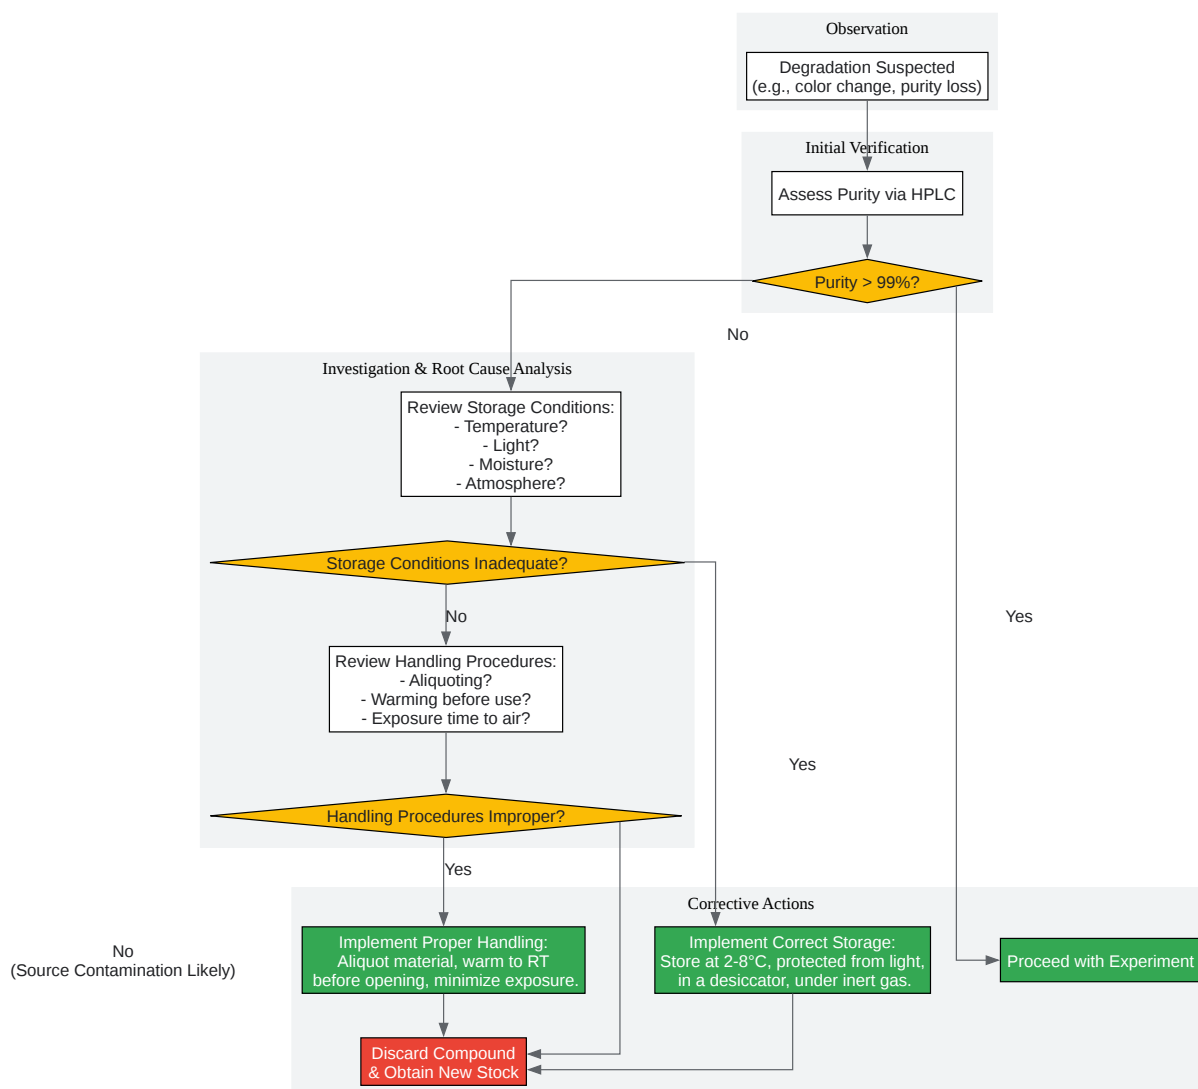 Observation
Degradation Suspected
(e.g., color change, purity loss)
Initial Verification
Assess Purity via HPLC
Purity > 99%?
No
Investigation & Root Cause Analysis
Review Storage Conditions:
- Temperature?
- Light?
- Moisture?
- Atmosphere?
Storage Conditions Inadequate?
No
Yes
Review Handling Procedures:
- Aliquoting?
- Warming before use?
- Exposure time to air?
Yes
Handling Procedures Improper?
Yes
Corrective Actions
No
(Source Contamination Likely)
Implement Proper Handling:
Aliquot material, warm to RT
before opening, minimize exposure.
Implement Correct Storage:
Store at 2-8°C, protected from light,
in a desiccator, under inert gas.
Proceed with Experiment
Discard Compound
& Obtain New Stock